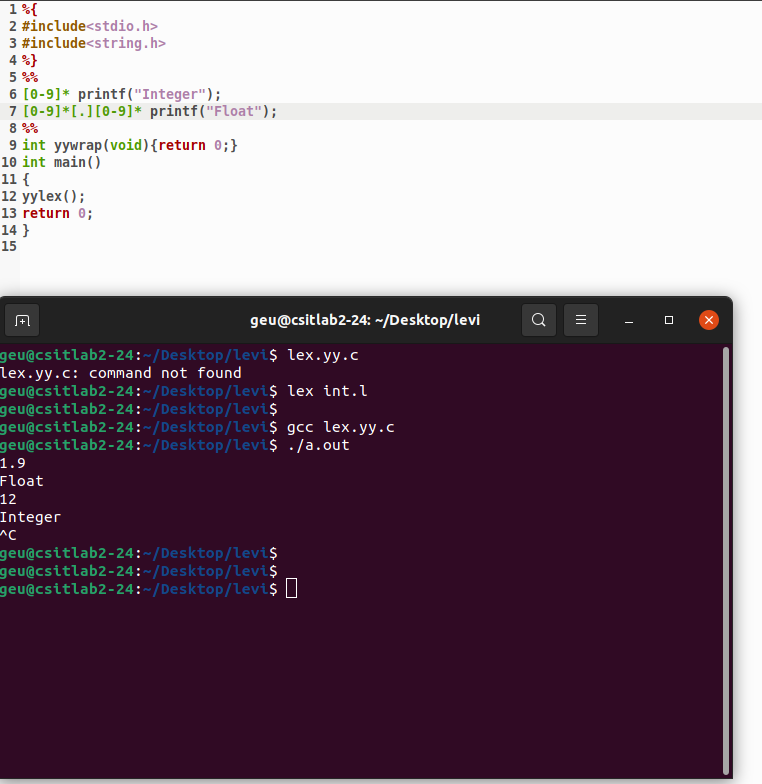 1 %{
2 #include<stdio.h>
3 #include<string.h>
4 %}
5 %%
6 [0-9]* printf("Integer");
7 [0-9]*[.][0-9]* printf("Float");
8 %%
9 int yywrap(void){return 0;}
10 int main()
11 {
12 yylex();
13 return 0;
14 }
15
geu@csitlab2-24: ~/Desktop/levi
geu@csitlab2-24:~/Desktop/levi$ lex.yy.c
lex.yy.c: command not found
geu@csitlab2-24:~/Desktop/levi$ lex int.l
geu@csitlab2-24:~/Desktop/levi$
geu@csitlab2-24:~/Desktop/levi$ gcc lex.yy.c
geu@csitlab2-24:~/Desktop/levi$ ./a.out
1.9
Float
12
Integer
^C
geu@csitlab2-24:~/Desktop/levi$
geu@csitlab2-24:~/Desktop/levi$
geu@csitlab2-24:~/Desktop/levi$